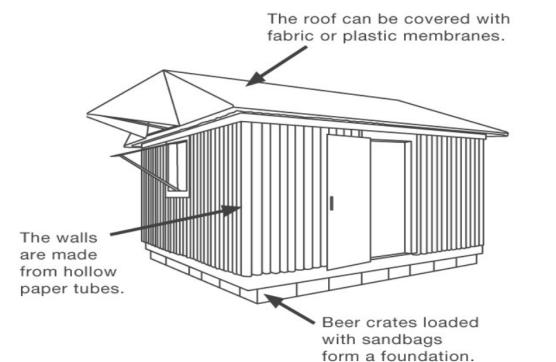 The roof can be covered with
fabric or plastic membranes.
The walls
are made
from hollow
paper tubes.
Beer crates loaded
with sandbags
form a foundation.